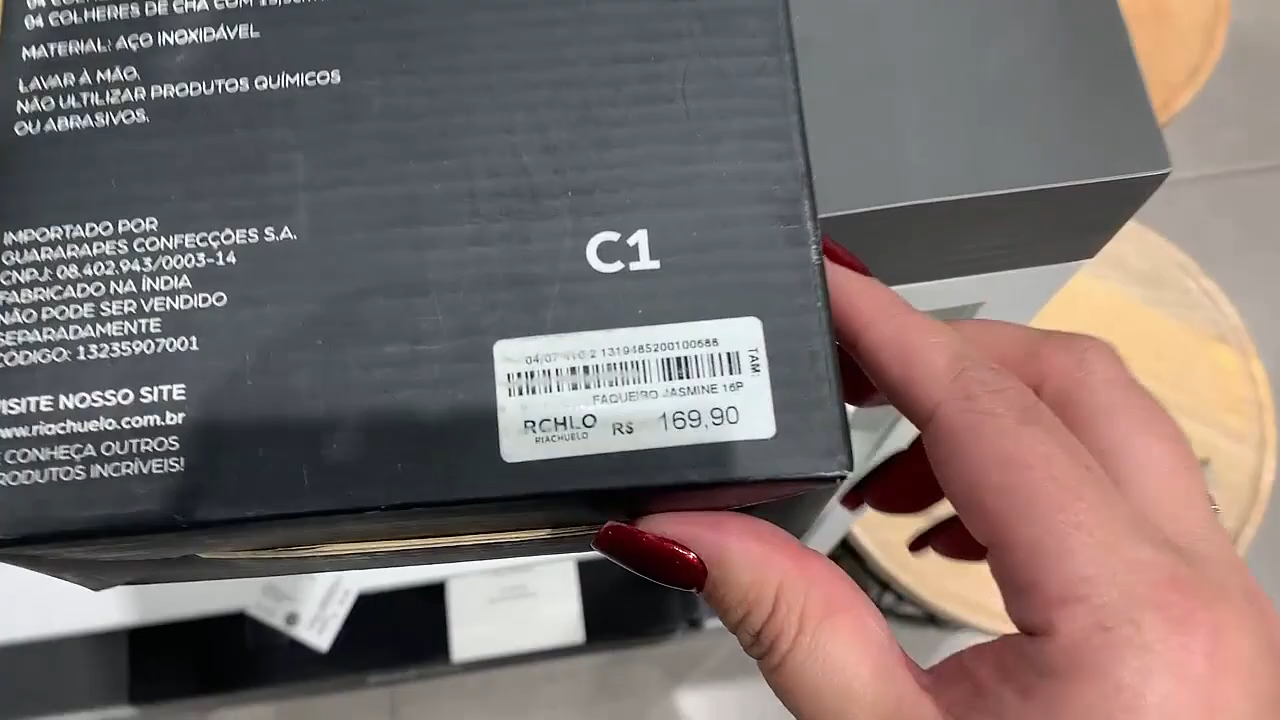 04 COLHERES DE CHÁ COM
MATERIAL: AÇO INOXIDÁVEL
LAVAR À MÃO.
NÃO ULTILIZAR PRODUTOS QUÍMICOS
OU ABRASIVOS.
IMPORTADO POR
GUARARAPES CONFECÇÕES S.A.
CNPJ: 08.402.943/0003-14
FABRICADO NA ÍNDIA
NÃO PODE SER VENDIDO
SEPARADAMENTE
CÓDIGO: 13235907001
VISITE NOSSO SITE
www.riachuelo.com.br
E CONHEÇA OUTROS
PRODUTOS INCRÍVEIS!
C1
1319485200100688
TAM:
FAQUEIRO JASMINE 16P
RCHLO
RIACHUELO
R$ 169,90